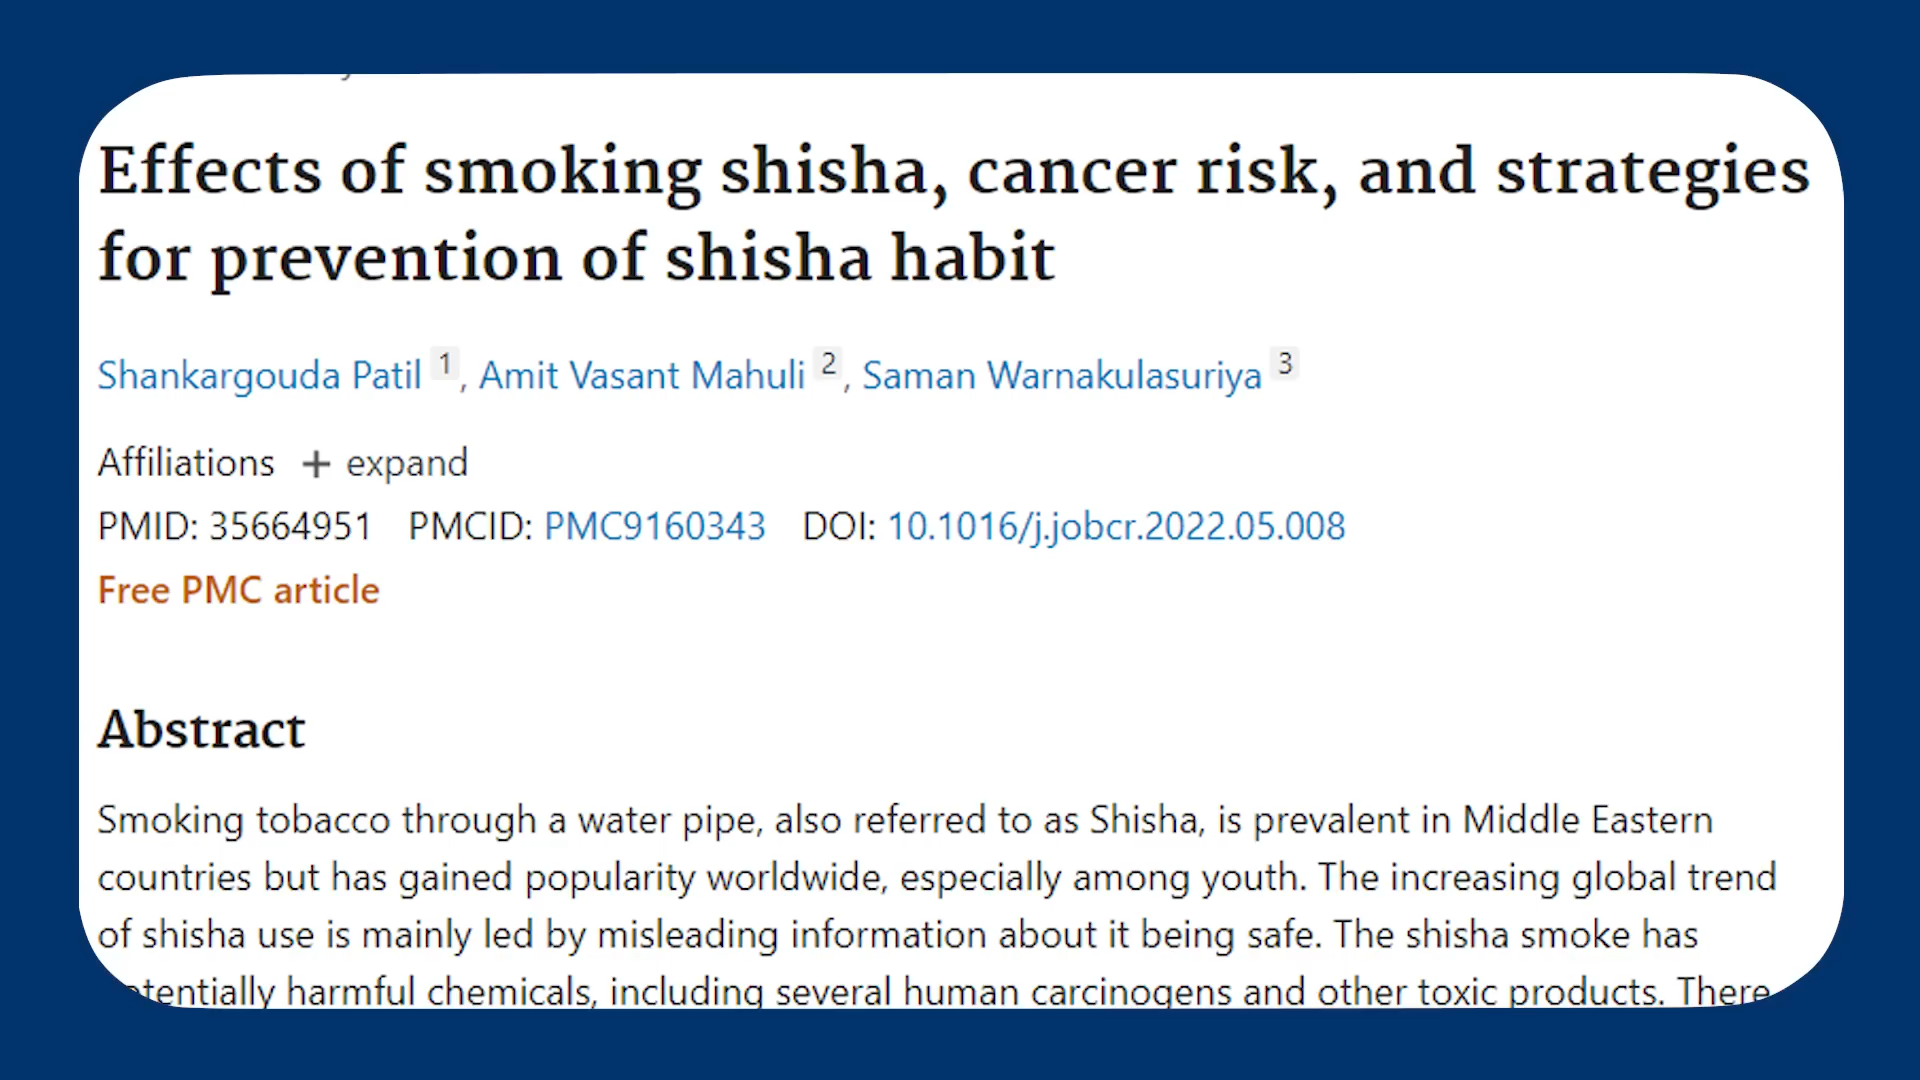 Effects of smoking shisha, cancer risk, and strategies
for prevention of shisha habit
Shankargouda Patil 1, Amit Vasant Mahuli 2, Saman Warnakulasuriya 3
Affiliations + expand
PMID: 35664951 PMCID: PMC9160343 DOI: 10.1016/j.jobcr.2022.05.008
Free PMC article
Abstract
Smoking tobacco through a water pipe, also referred to as Shisha, is prevalent in Middle Eastern
countries but has gained popularity worldwide, especially among youth. The increasing global trend
of shisha use is mainly led by misleading information about it being safe. The shisha smoke has
harmful chemicals, including several human carcinogens and other toxic products. There